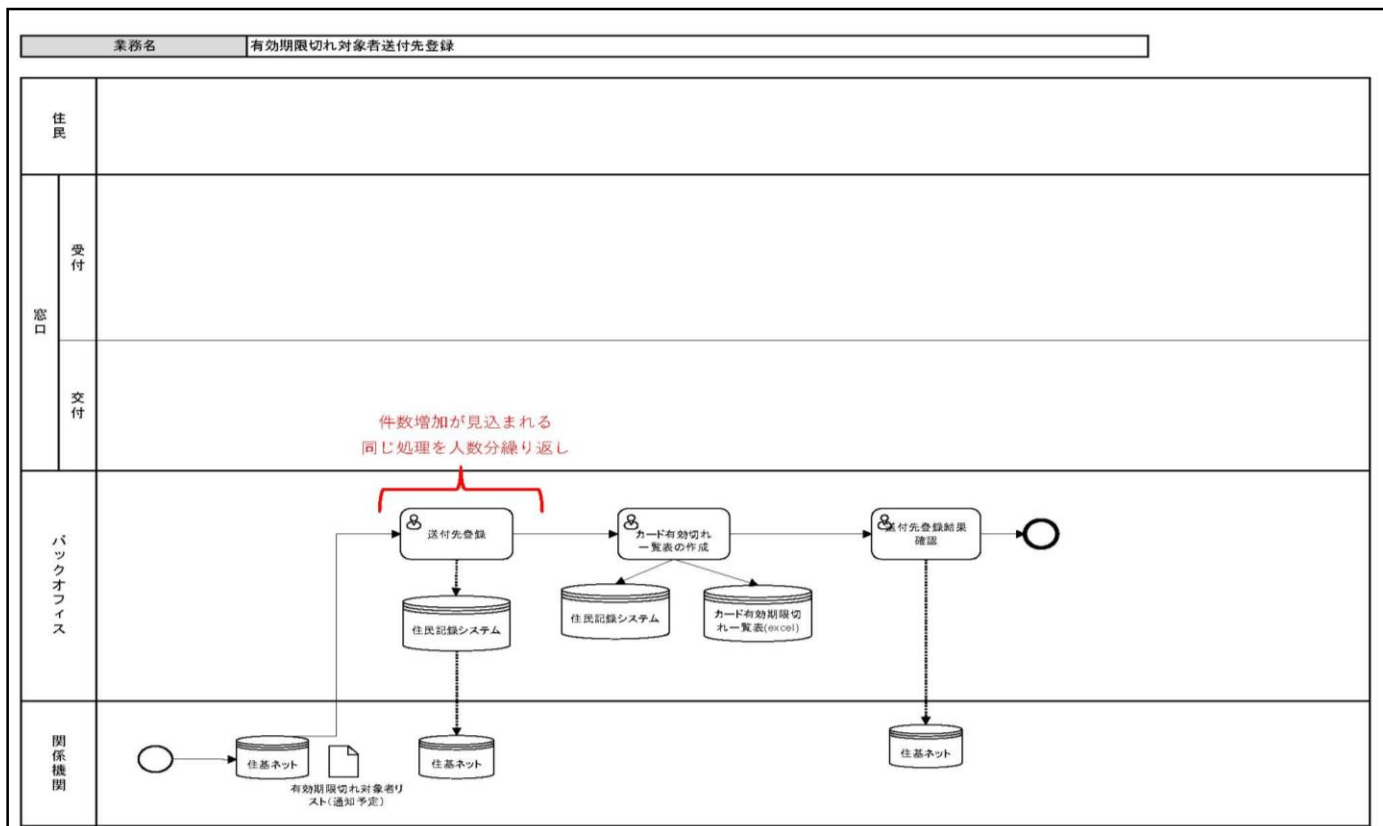 業務名
有効期限切れ対象者送付先登録
住民
窓口
受付
交付
件数増加が見込まれる
同じ処理を人数分繰り返し
バックオフィス
送付先登録
カード有効切れ
一覧表の作成
送付先登録結果
確認
住民記録システム
住民記録システム
カード有効期限切
れ一覧表(excel)
関係機関
住基ネット
有効期限切れ対象者リ
スト(通知予定)
住基ネット
住基ネット